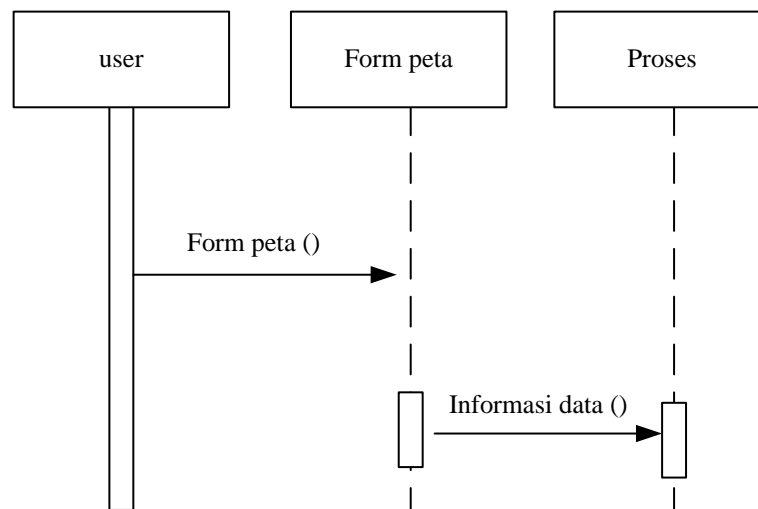 user
Form peta
Proses
Form peta ()
Informasi data ()